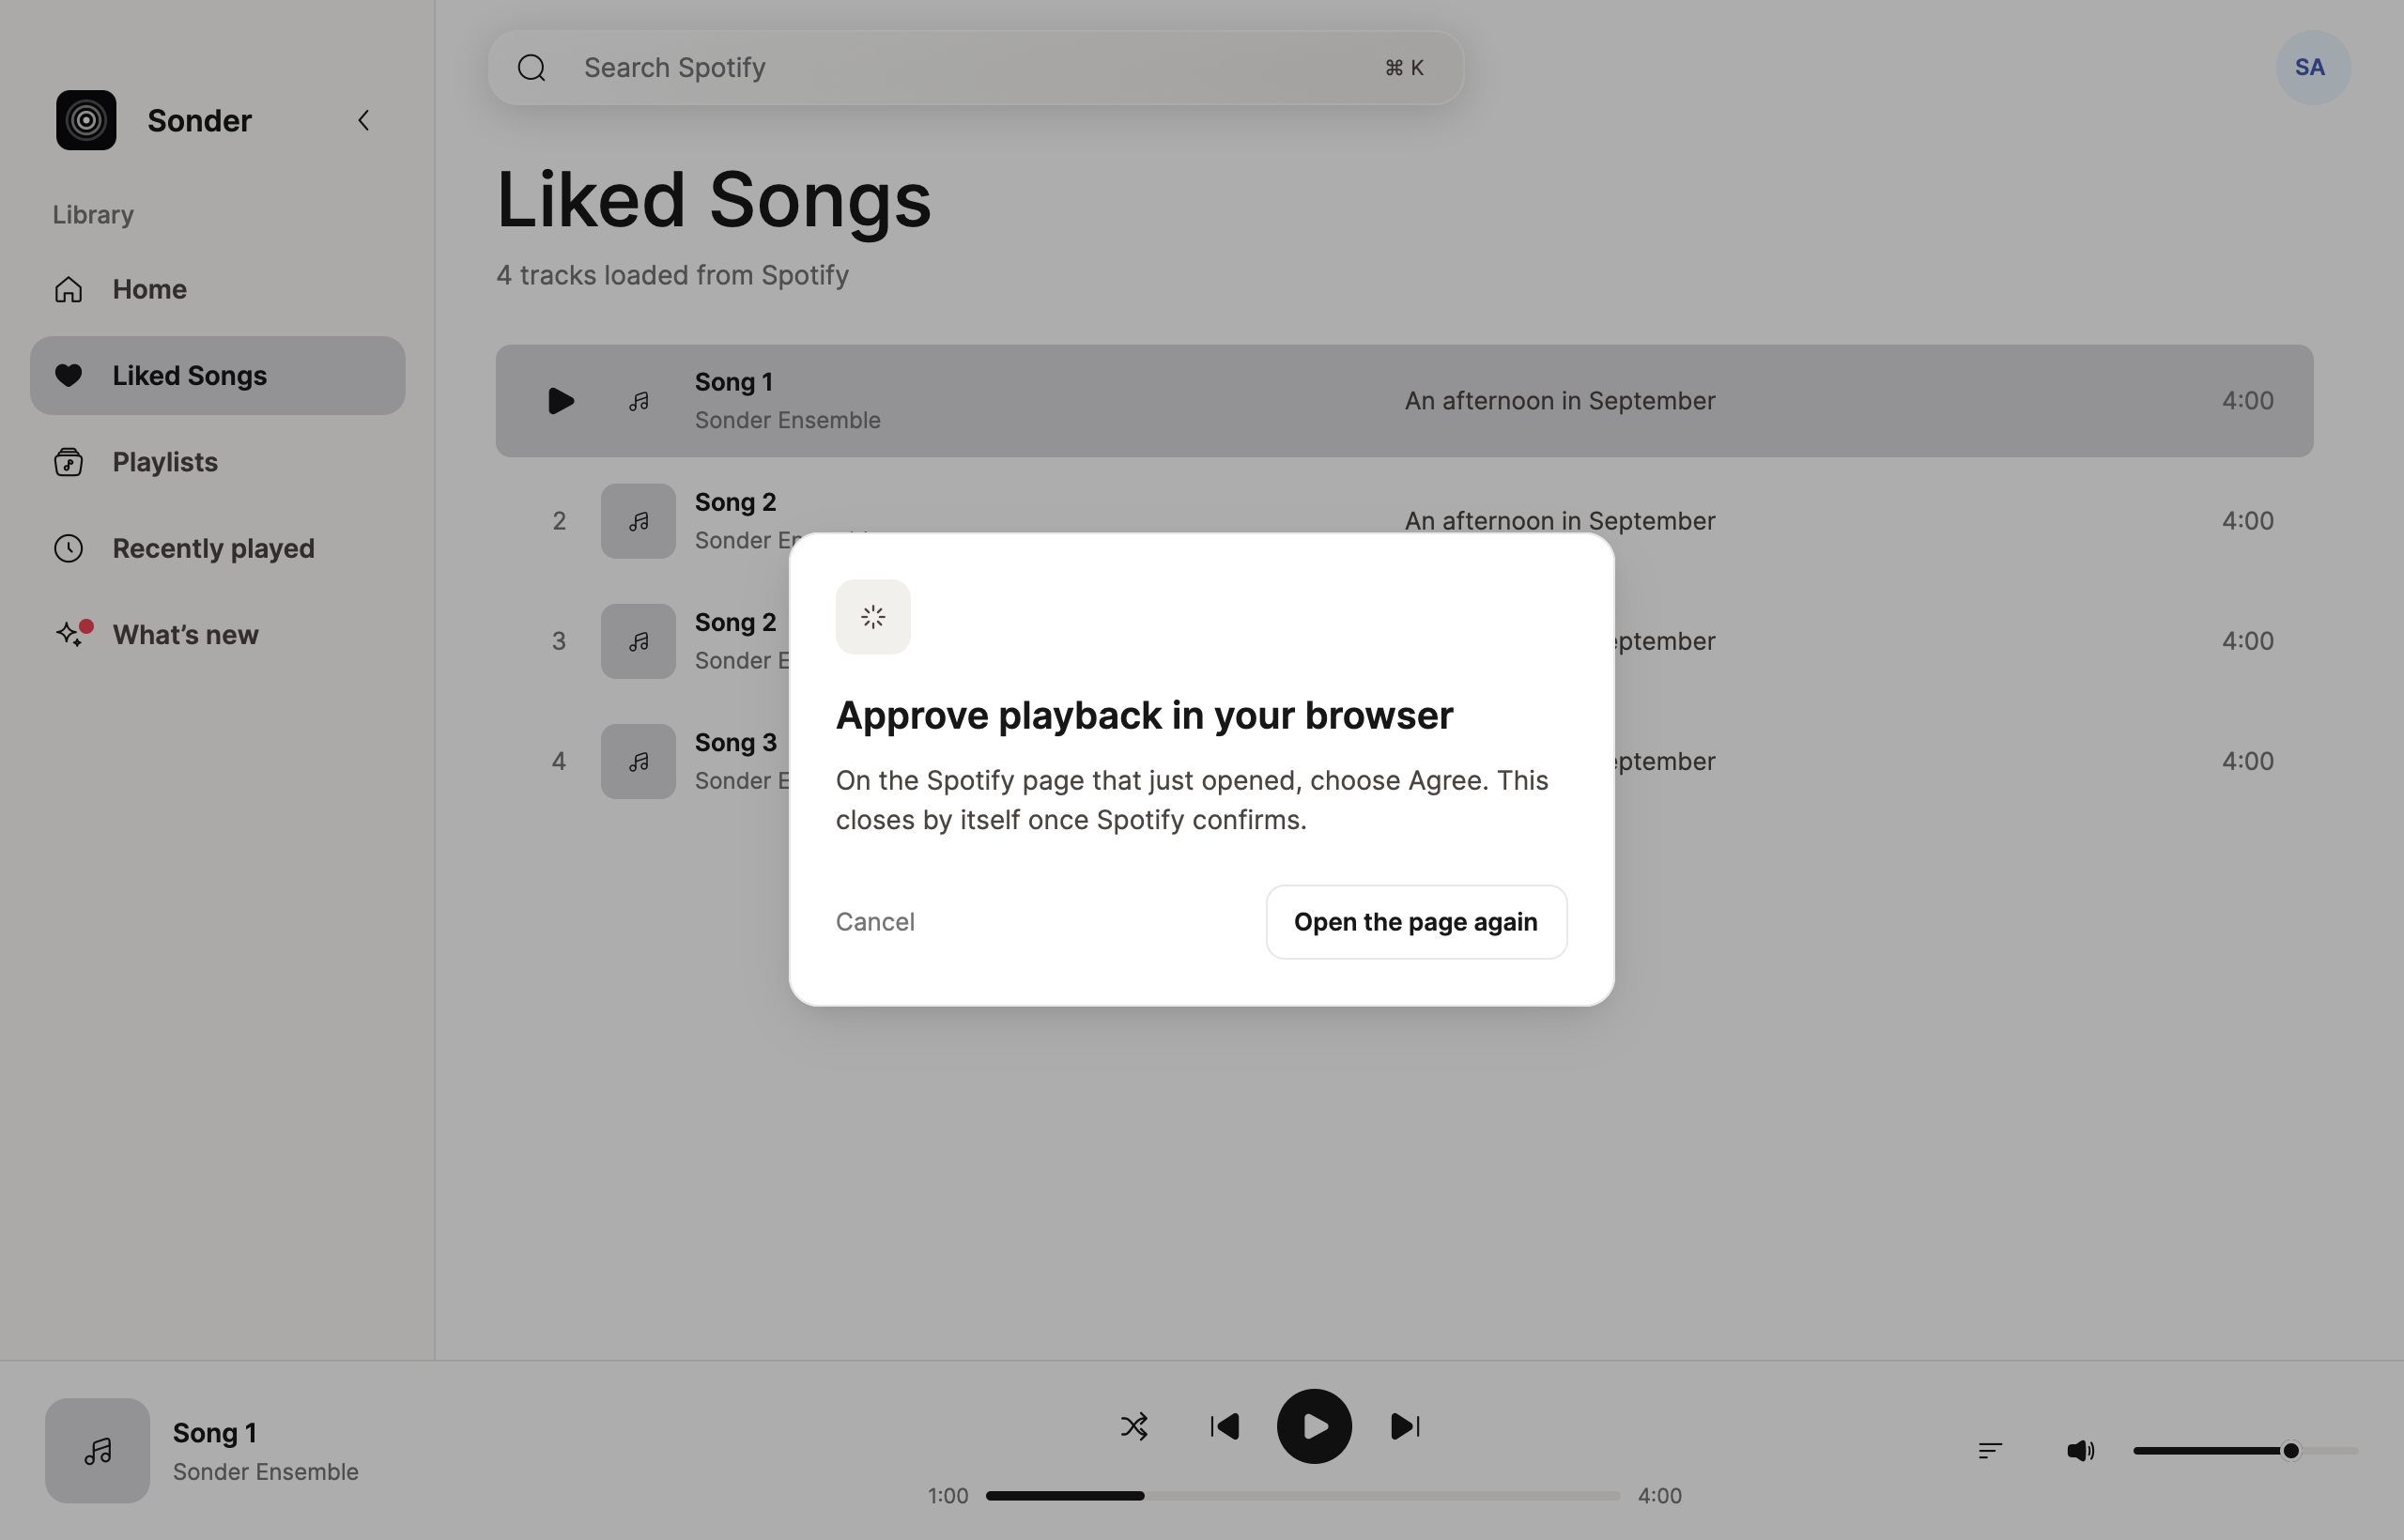 Search Spotify
⌘ K
SA
Sonder
Library
Home
Liked Songs
Playlists
Recently played
What’s new
Liked Songs
4 tracks loaded from Spotify
Song 1
Sonder Ensemble
An afternoon in September
4:00
2
Song 2
Sonder
An afternoon in September
4:00
3
Song 2
Sonder
4:00
4
Song 3
Sonder
4:00
Approve playback in your browser
On the Spotify page that just opened, choose Agree. This
closes by itself once Spotify confirms.
Cancel
Open the page again
Song 1
Sonder Ensemble
1:00
4:00